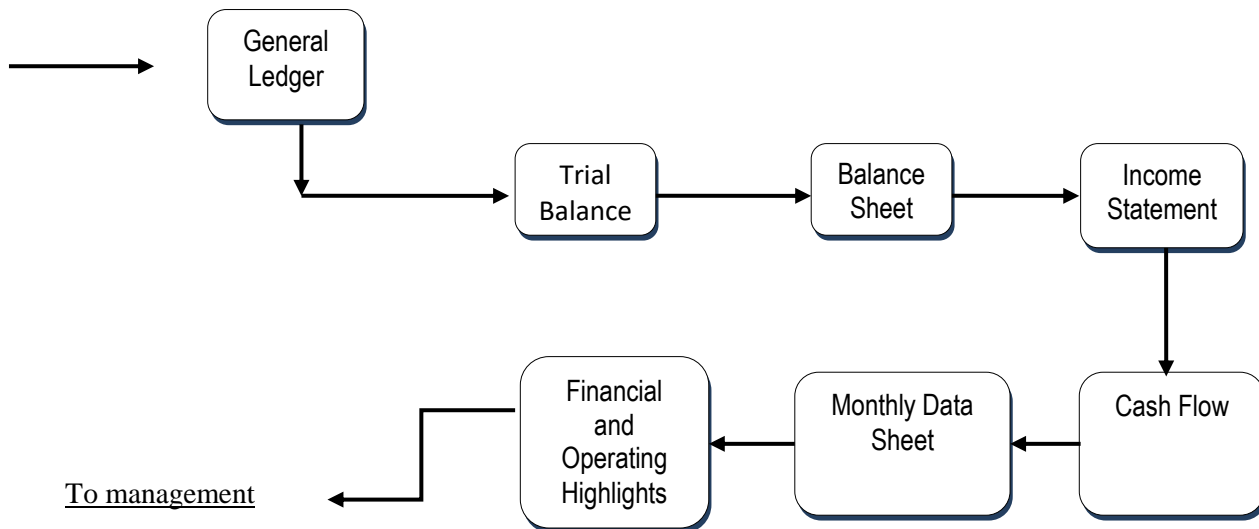 General
Ledger
Trial
Balance
Balance
Sheet
Income
Statement
Cash Flow
Monthly Data
Sheet
Financial
and
Operating
Highlights
To management